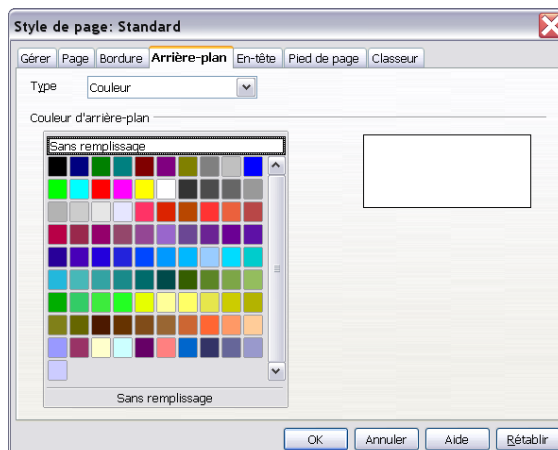 Style de page: Standard
Gérer Page Bordure Arrière-plan En-tête Pied de page Classeur
Type Couleur
Couleur d'arrière-plan
Sans remplissage
Sans remplissage
OK Annuler Aide Rétablir